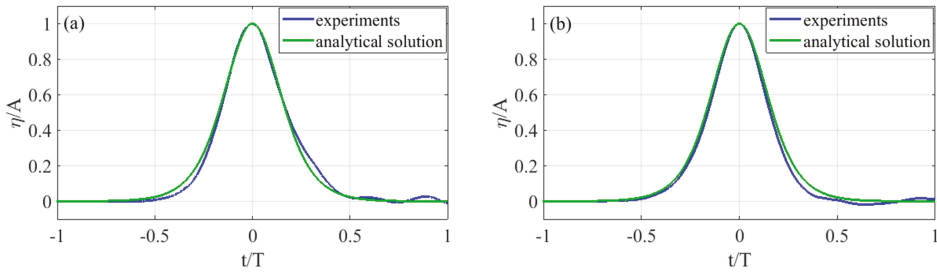 (a)
experiments
analytical solution
1
0.8
0.6
0.4
0.2
0
η/A
-1
-0.5
0
0.5
1
t/T
(b)
experiments
analytical solution
1
0.8
0.6
0.4
0.2
0
η/A
-1
-0.5
0
0.5
1
t/T